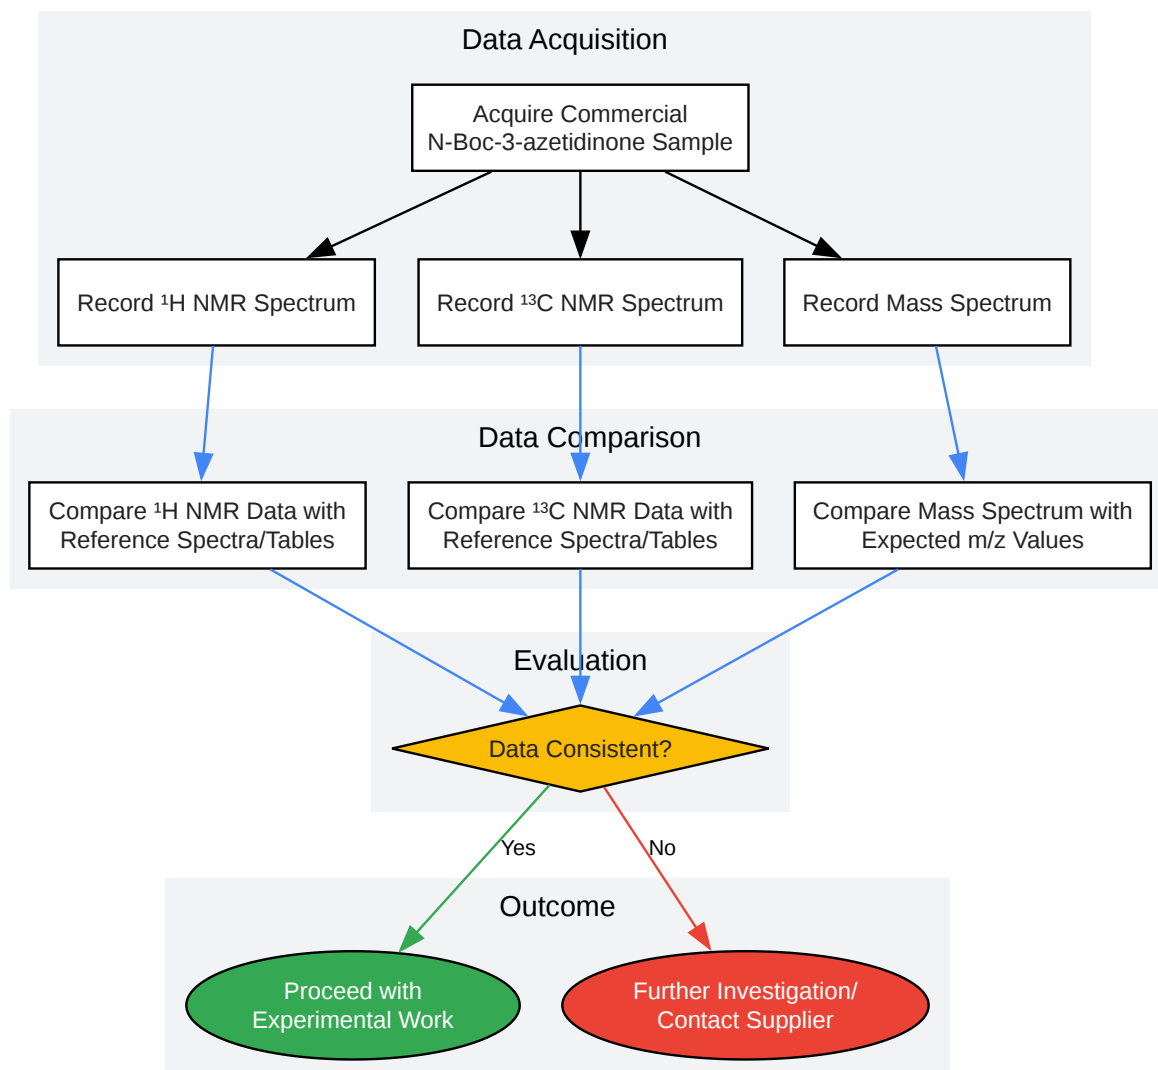 Data Acquisition
Acquire Commercial
N-Boc-3-azetidinone Sample
Record ¹H NMR Spectrum
Record ¹³C NMR Spectrum
Record Mass Spectrum
Data Comparison
Compare ¹H NMR Data with
Reference Spectra/Tables
Compare ¹³C NMR Data with
Reference Spectra/Tables
Compare Mass Spectrum with
Expected m/z Values
Evaluation
Data Consistent?
Yes
No
Outcome
Proceed with
Experimental Work
Further Investigation/
Contact Supplier